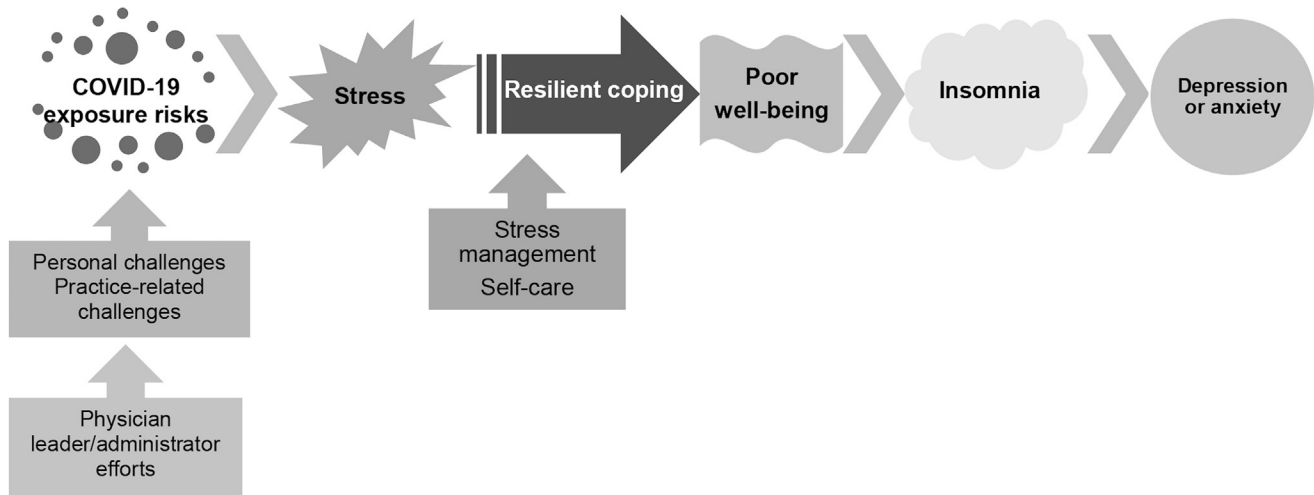 COVID-19
exposure risks
Stress
Resilient coping
Poor
well-being
Insomnia
Depression
or anxiety
Personal challenges
Practice-related
challenges
Stress
management
Self-care
Physician
leader/administrator
efforts